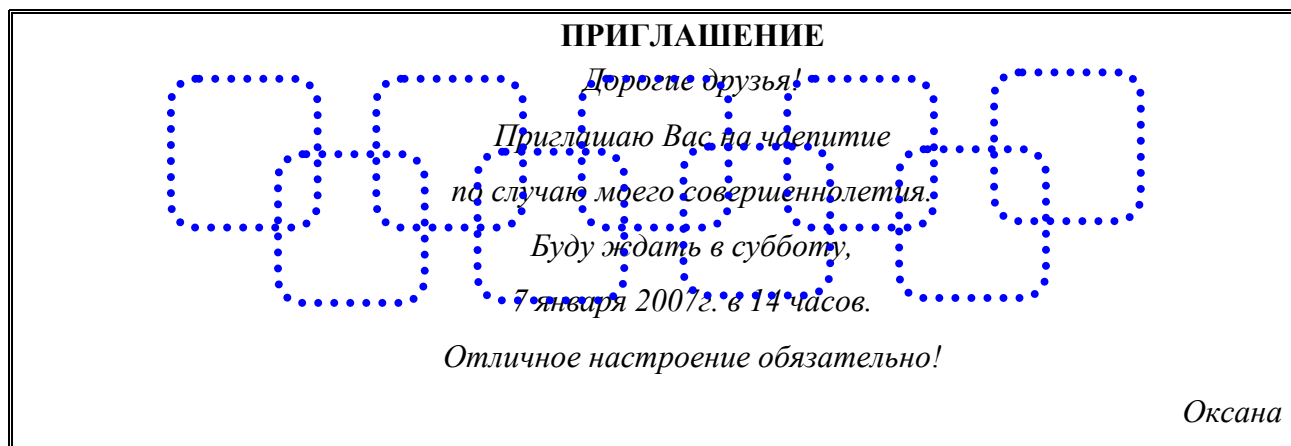 ПРИГЛАШЕНИЕ
Дорогие друзья!
Приглашаю Вас на чаепитие
по случаю моего совершеннолетия.
Буду ждать в субботу,
7 января 2007г. в 14 часов.
Отличное настроение обязательно!
Оксана